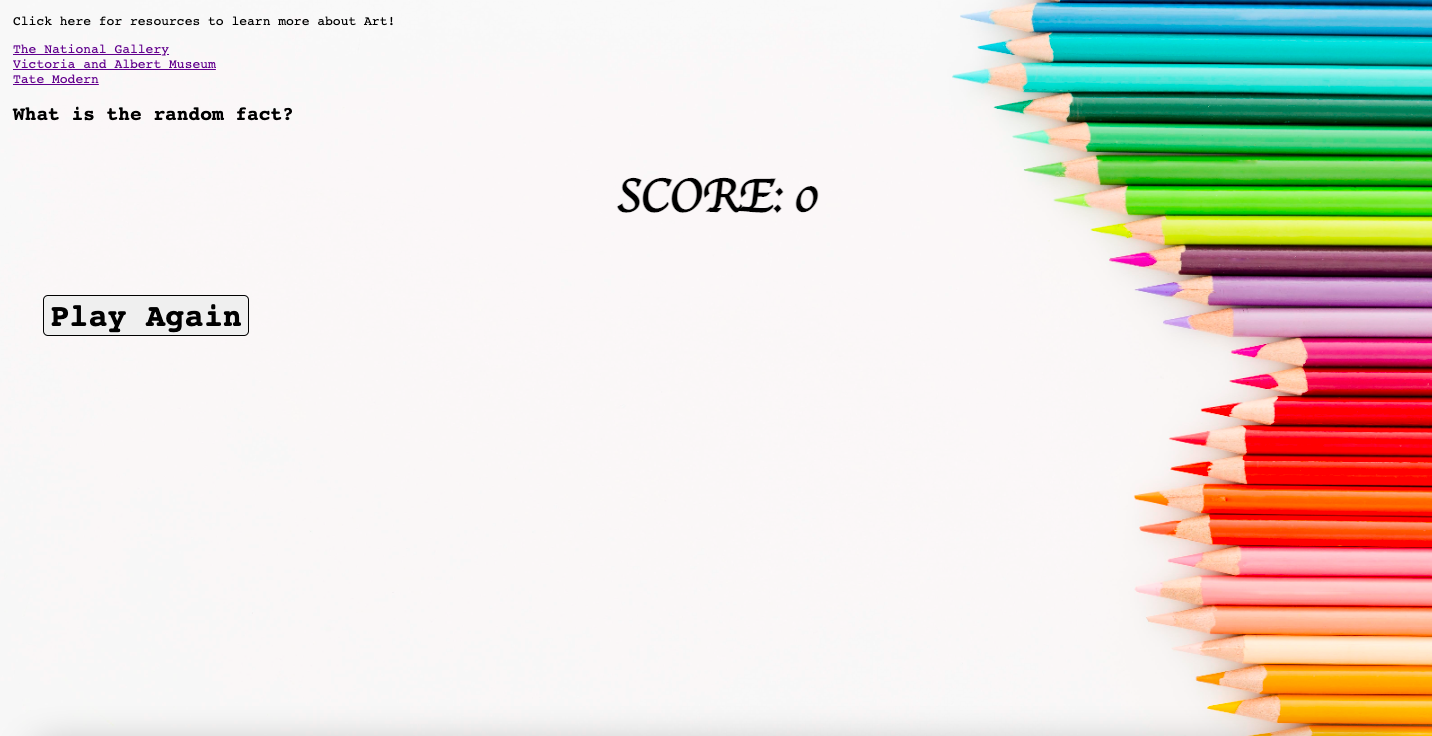 Click here for resources to learn more about Art!
The National Gallery
Victoria and Albert Museum
Tate Modern
What is the random fact?
SCORE: 0
Play Again